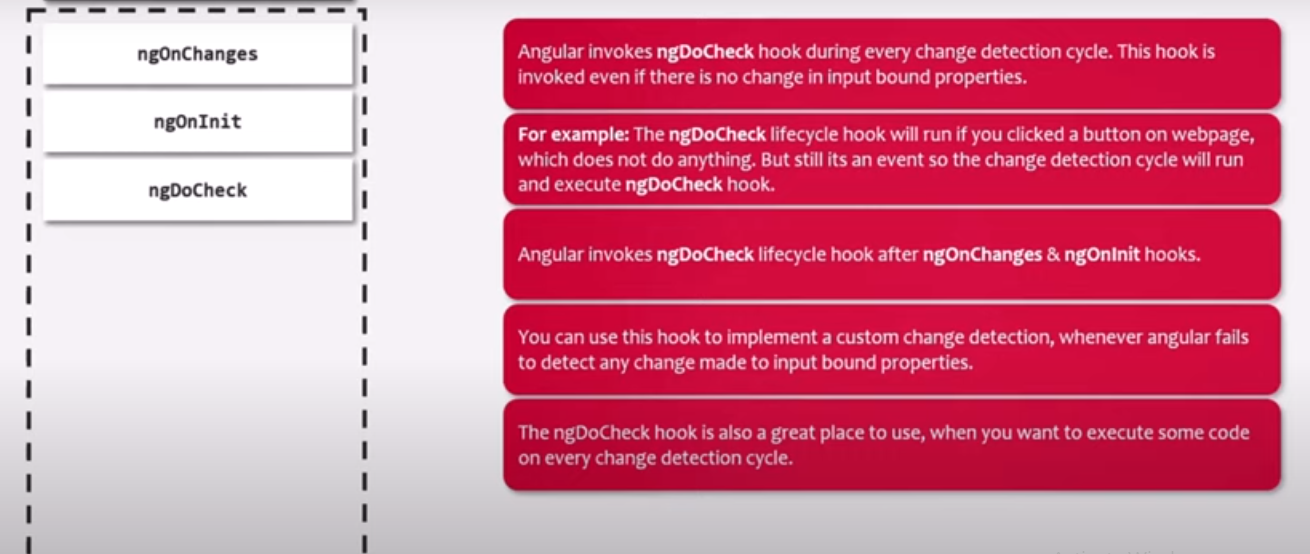 ngOnChanges
ngOnInit
ngDoCheck
Angular invokes ngDoCheck hook during every change detection cycle. This hook is
invoked even if there is no change in input bound properties.
For example: The ngDoCheck lifecycle hook will run if you clicked a button on webpage,
which does not do anything. But still its an event so the change detection cycle will run
and execute ngDoCheck hook.
Angular invokes ngDoCheck lifecycle hook after ngOnChanges & ngOnInit hooks.
You can use this hook to implement a custom change detection, whenever angular fails
to detect any change made to input bound properties.
The ngDoCheck hook is also a great place to use, when you want to execute some code
on every change detection cycle.